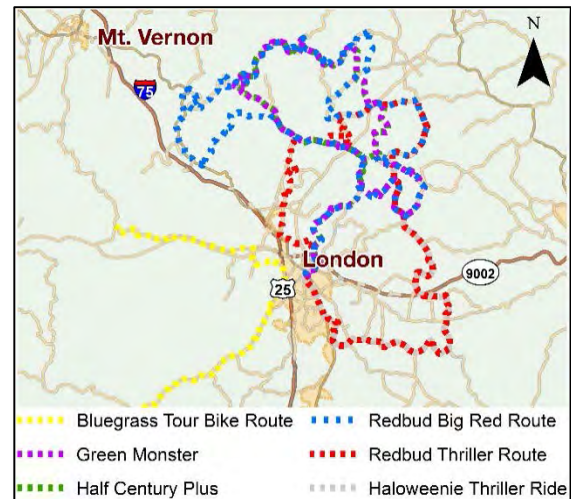 N
Mt. Vernon
75
London
9002
25
Bluegrass Tour Bike Route
Redbud Big Red Route
Green Monster
Redbud Thriller Route
Half Century Plus
Haloweenie Thriller Ride